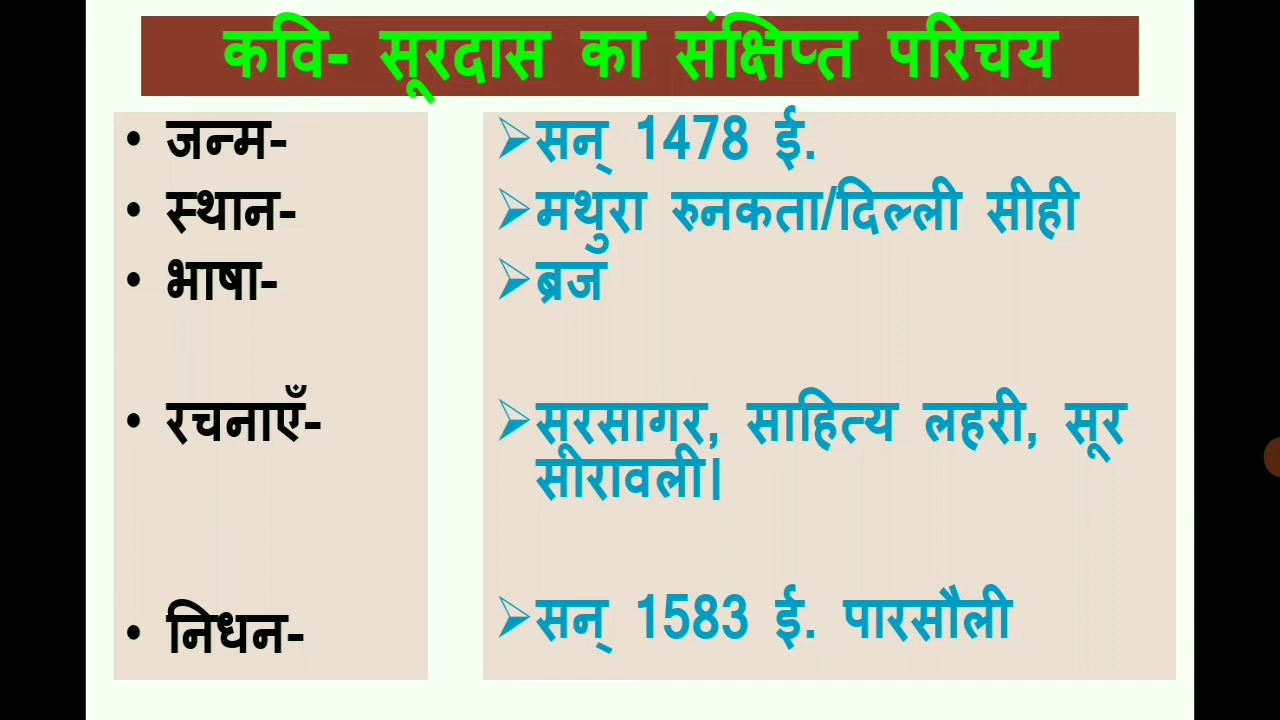 कवि- सूरदास का संक्षिप्त परिचय
• जन्म-
• स्थान-
• भाषा-
• रचनाएँ-
• निधन-
➢सन् 1478 ई.
➢मथुरा रुनकता/दिल्ली सीही
➢ब्रज
➢सूरसागर, साहित्य लहरी, सूर
सारावली।
➢सन् 1583 ई. पारसौली